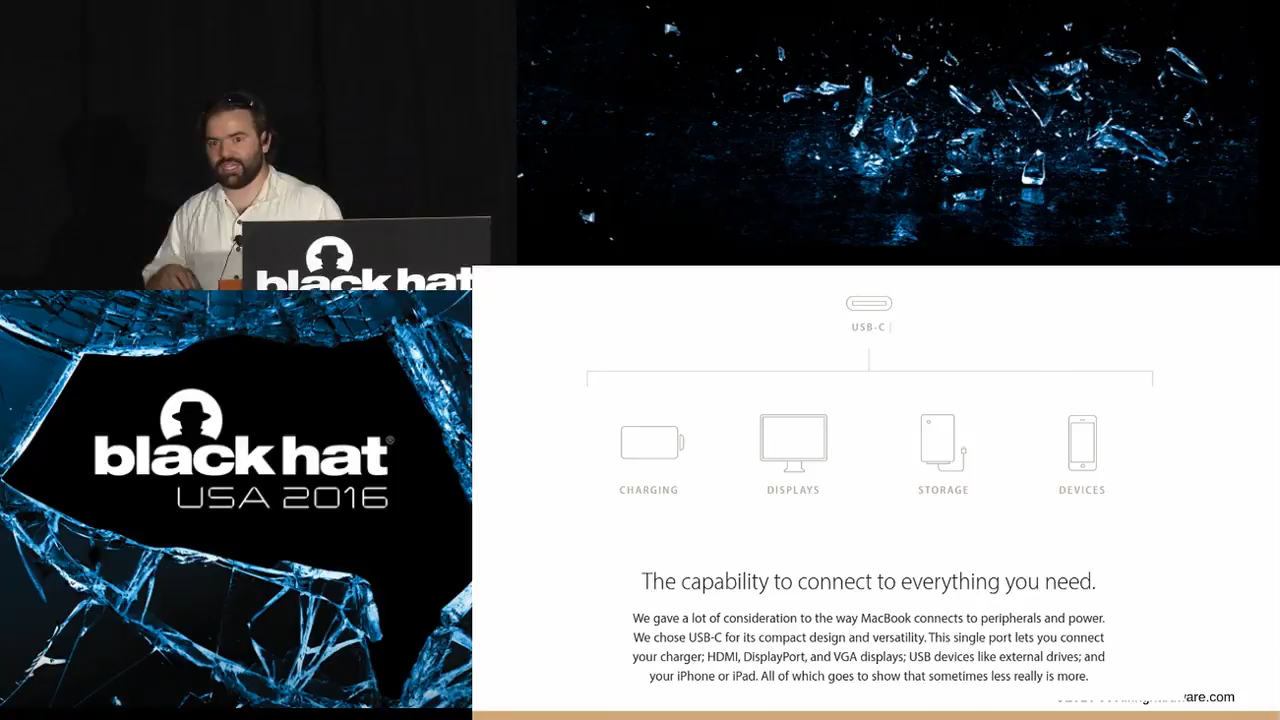 black hat
black hat®
USA 2016
USB-C
CHARGING
DISPLAYS
STORAGE
DEVICES
The capability to connect to everything you need.
We gave a lot of consideration to the way MacBook connects to peripherals and power.
We chose USB-C for its compact design and versatility. This single port lets you connect
your charger; HDMI, DisplayPort, and VGA displays; USB devices like external drives; and
your iPhone or iPad. All of which goes to show that sometimes less really is more.